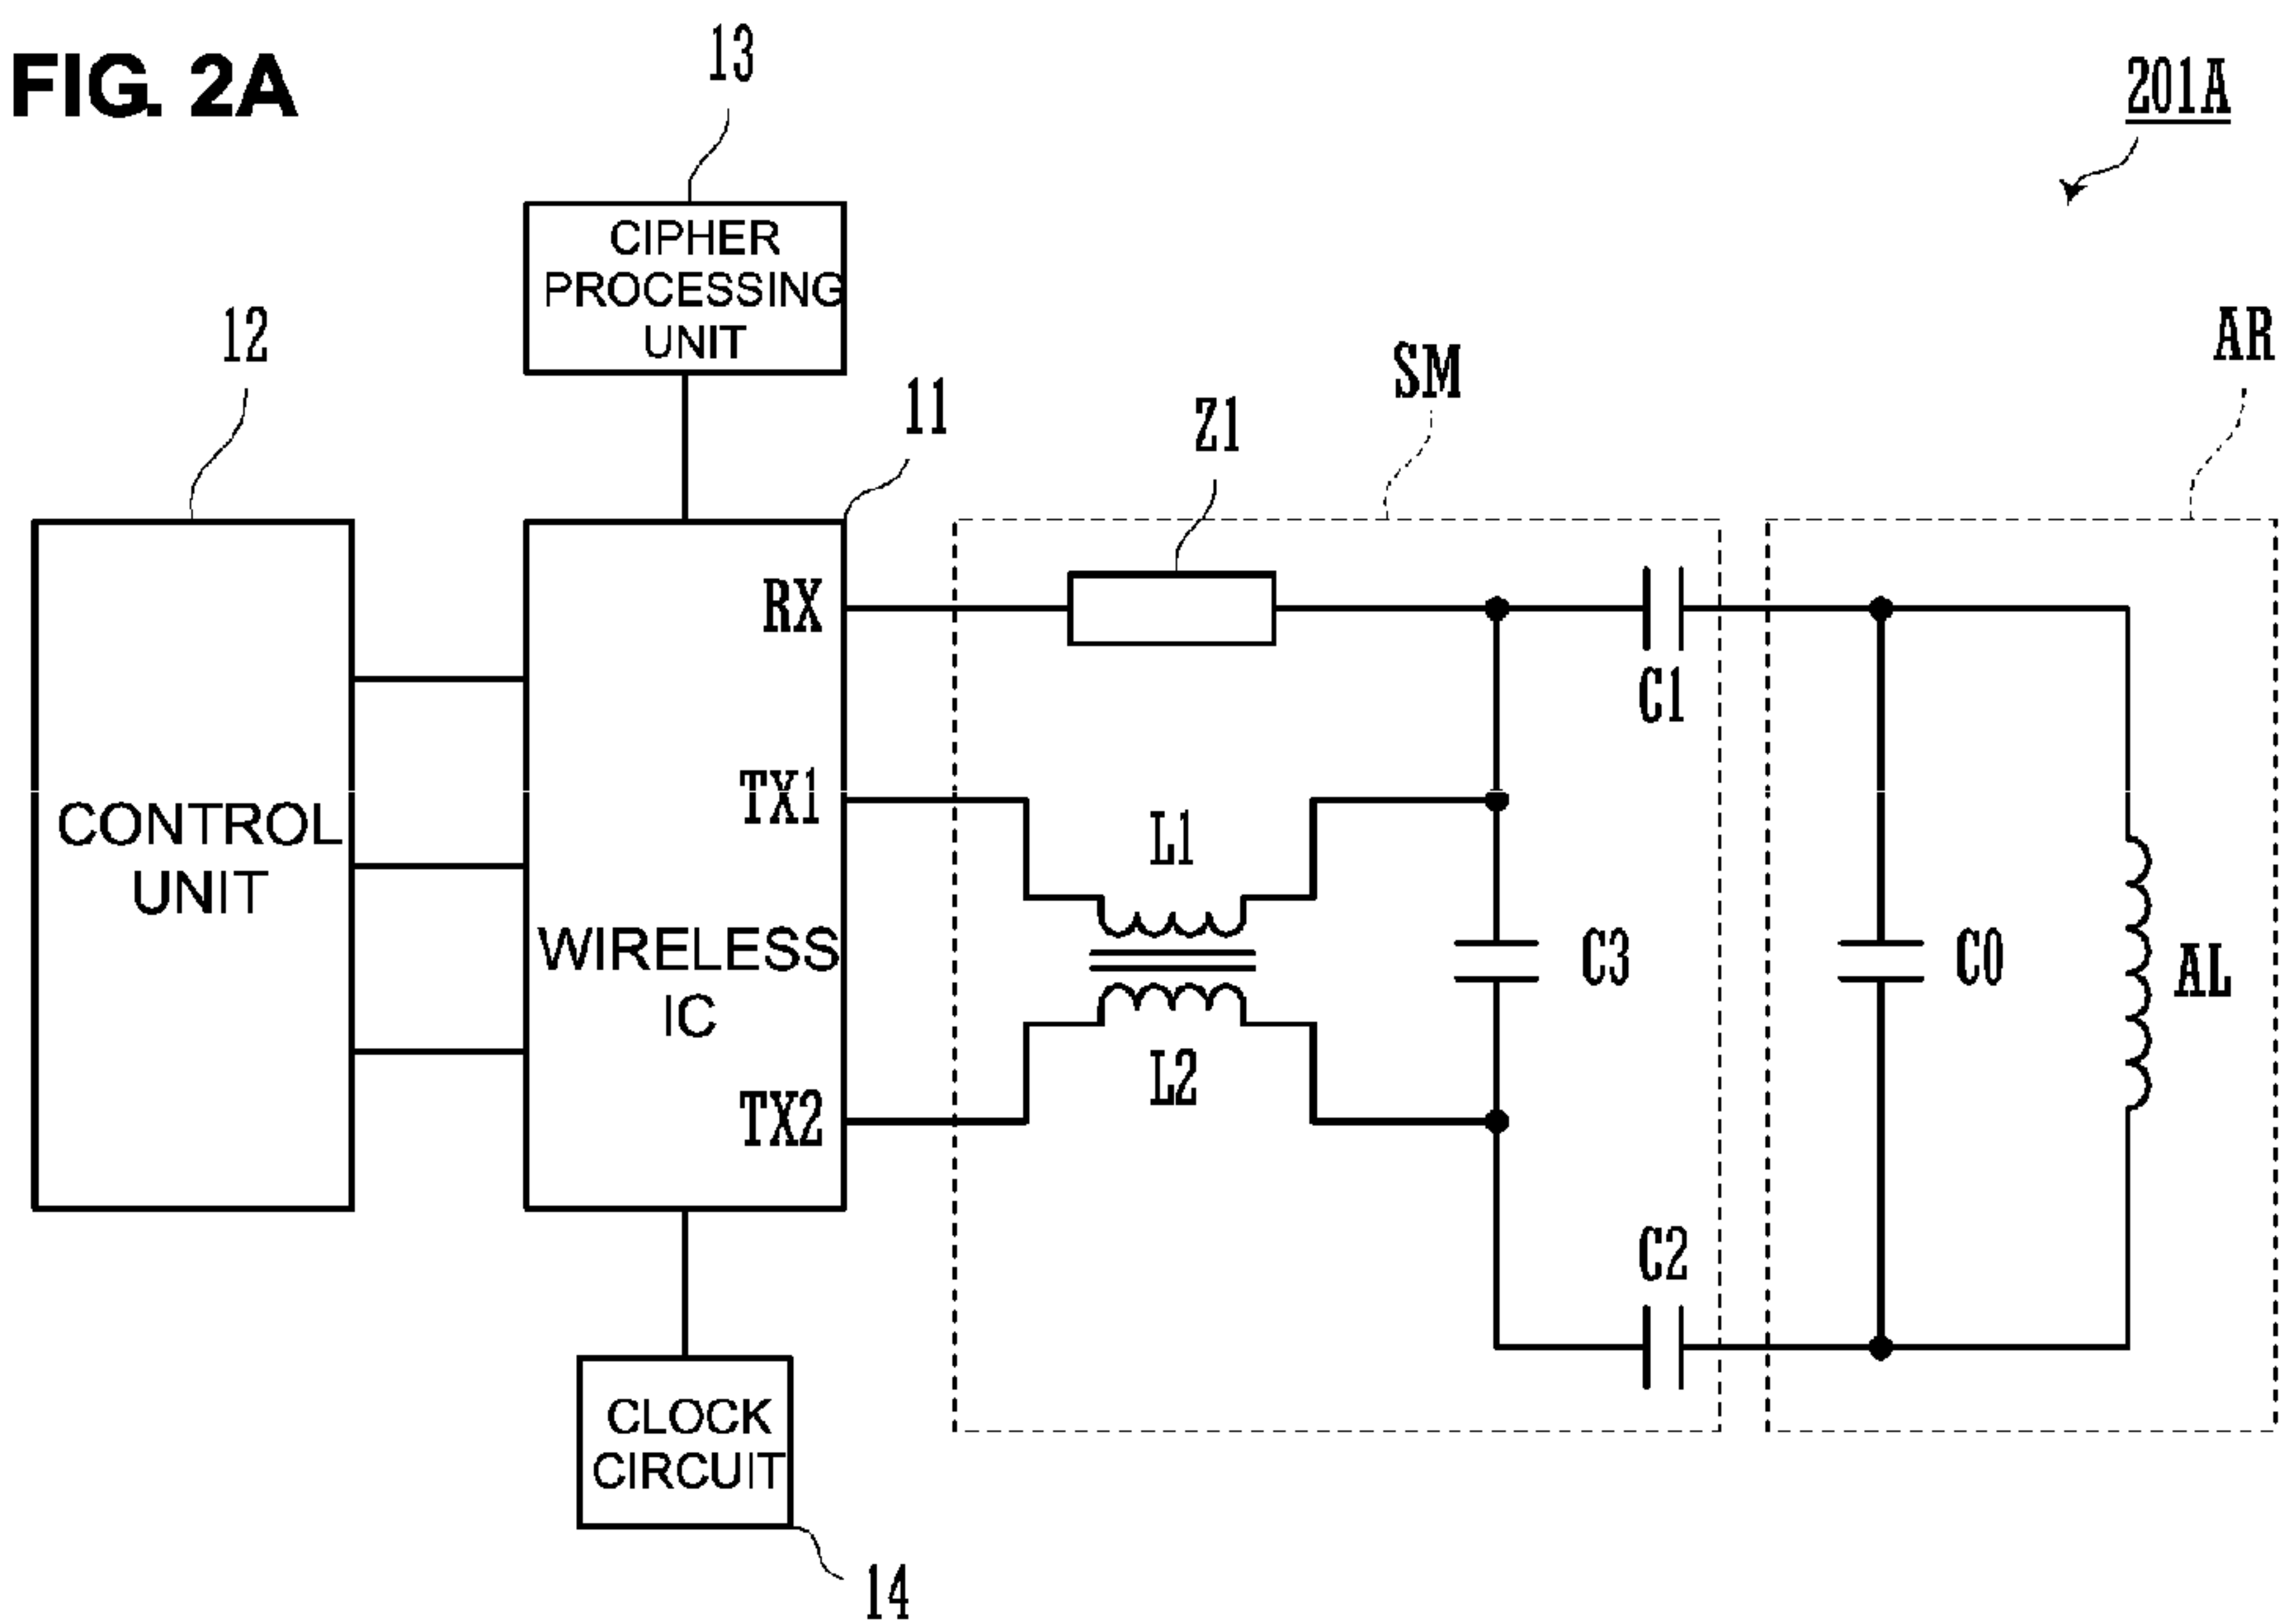 FIG. 2A
13
201A
CIPHER
PROCESSING
UNIT
12
11
21
SM
AR
RX
C1
TX1
L1
CONTROL
UNIT
WIRELESS
IC
C3
C0
AL
L2
TX2
C2
CLOCK
CIRCUIT
14